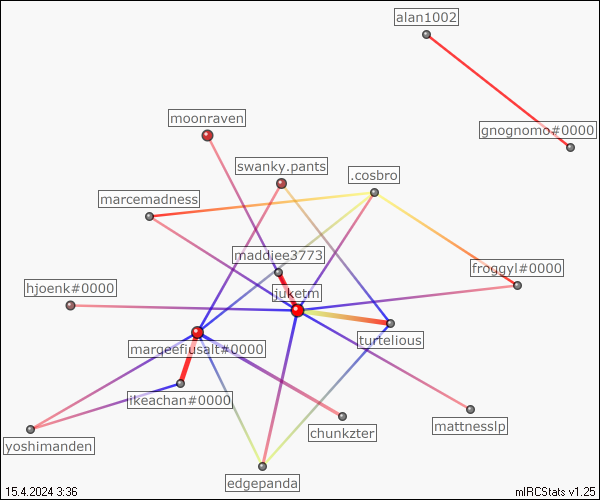 alan1002
moonraven
gnognomo#0000
swanky.pants
.cosbro
marcemadness
maddiee3773
froggyl#0000
hjoenk#0000
juketm
turtelious
margeefiusalt#0000
ikeachan#0000
chunkzter
mattnesslp
yoshimanden
edgepanda
15.4.2024 3:36
mIRCStats v1.25